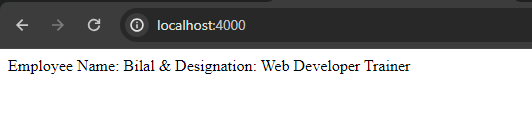 localhost:4000
Employee Name: Bilal & Designation: Web Developer Trainer